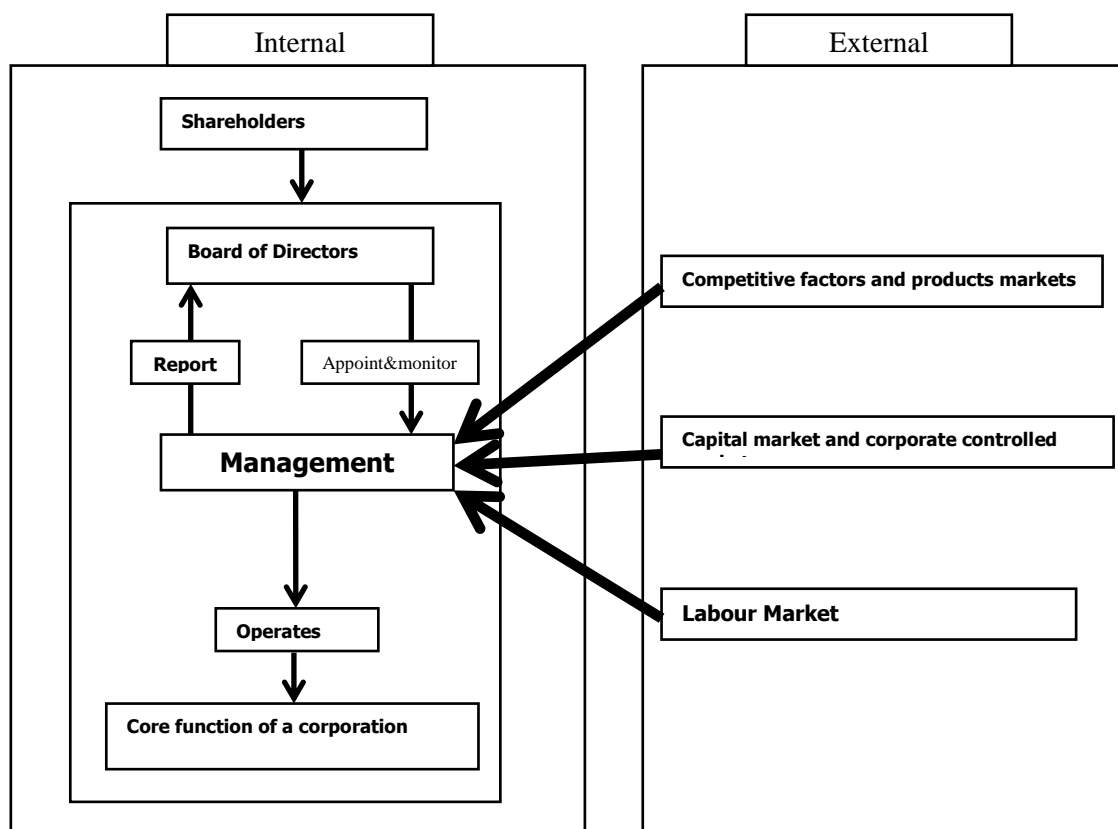 Internal
External
Shareholders
Board of Directors
Competitive factors and products markets
Report
Appoint&monitor
Capital market and corporate controlled
Management
Labour Market
Operates
Core function of a corporation